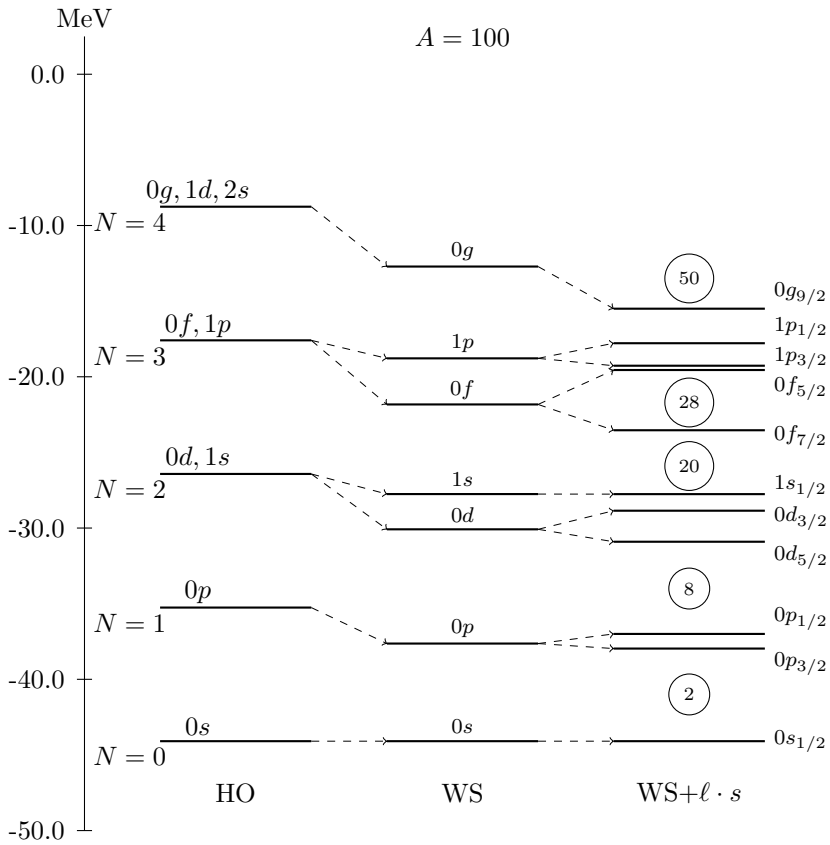 MeV
A = 100
0.0
0g, 1d, 2s
N = 4
-10.0
0g
50
0g9/2
0f, 1p
N = 3
1p
1p1/2
1p3/2
-20.0
0f
28
0f5/2
0f7/2
0d, 1s
N = 2
1s
20
1s1/2
0d
0d3/2
-30.0
0d5/2
0p
N = 1
8
0p
0p1/2
0p3/2
-40.0
2
0s
N = 0
0s
0s1/2
HO
WS
WS+ℓ · s
-50.0